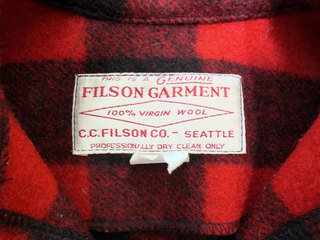 THIS IS A GENUINE
FILSON GARMENT
100% VIRGIN WOOL
C.C. FILSON CO. - SEATTLE
PROFESSIONALLY DRY CLEAN ONLY